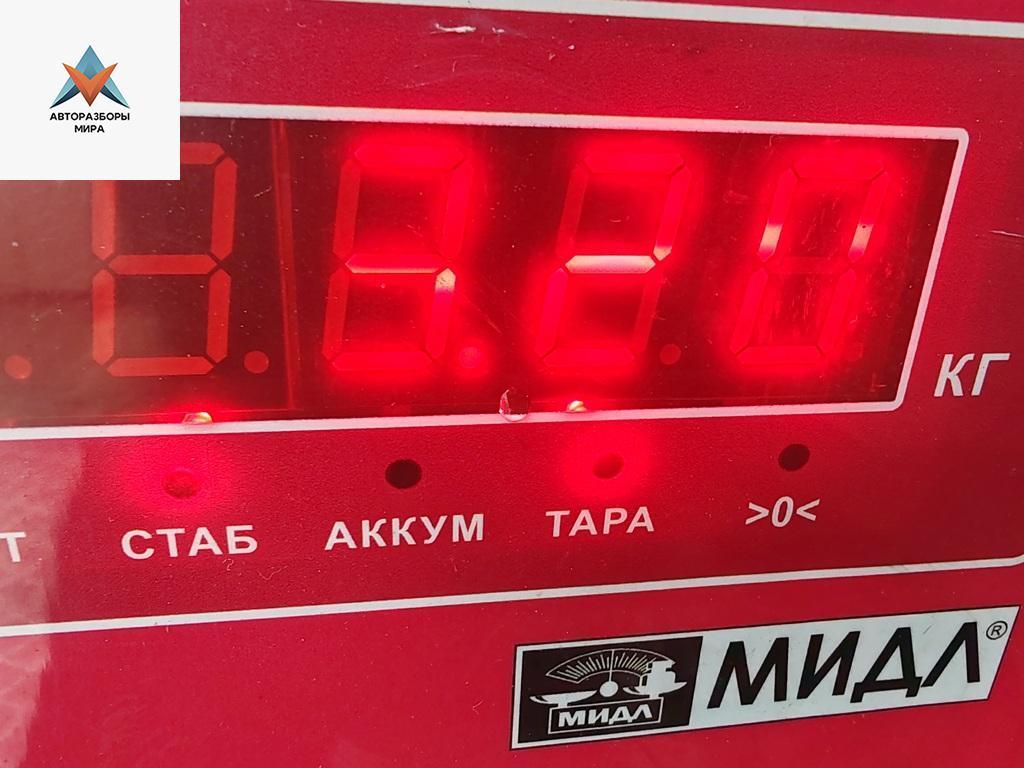 АВТОРАЗБОРЫ
МИРА
КГ
Т СТАБ АККУМ ТАРА >0<
МИДЛ МИДЛ®